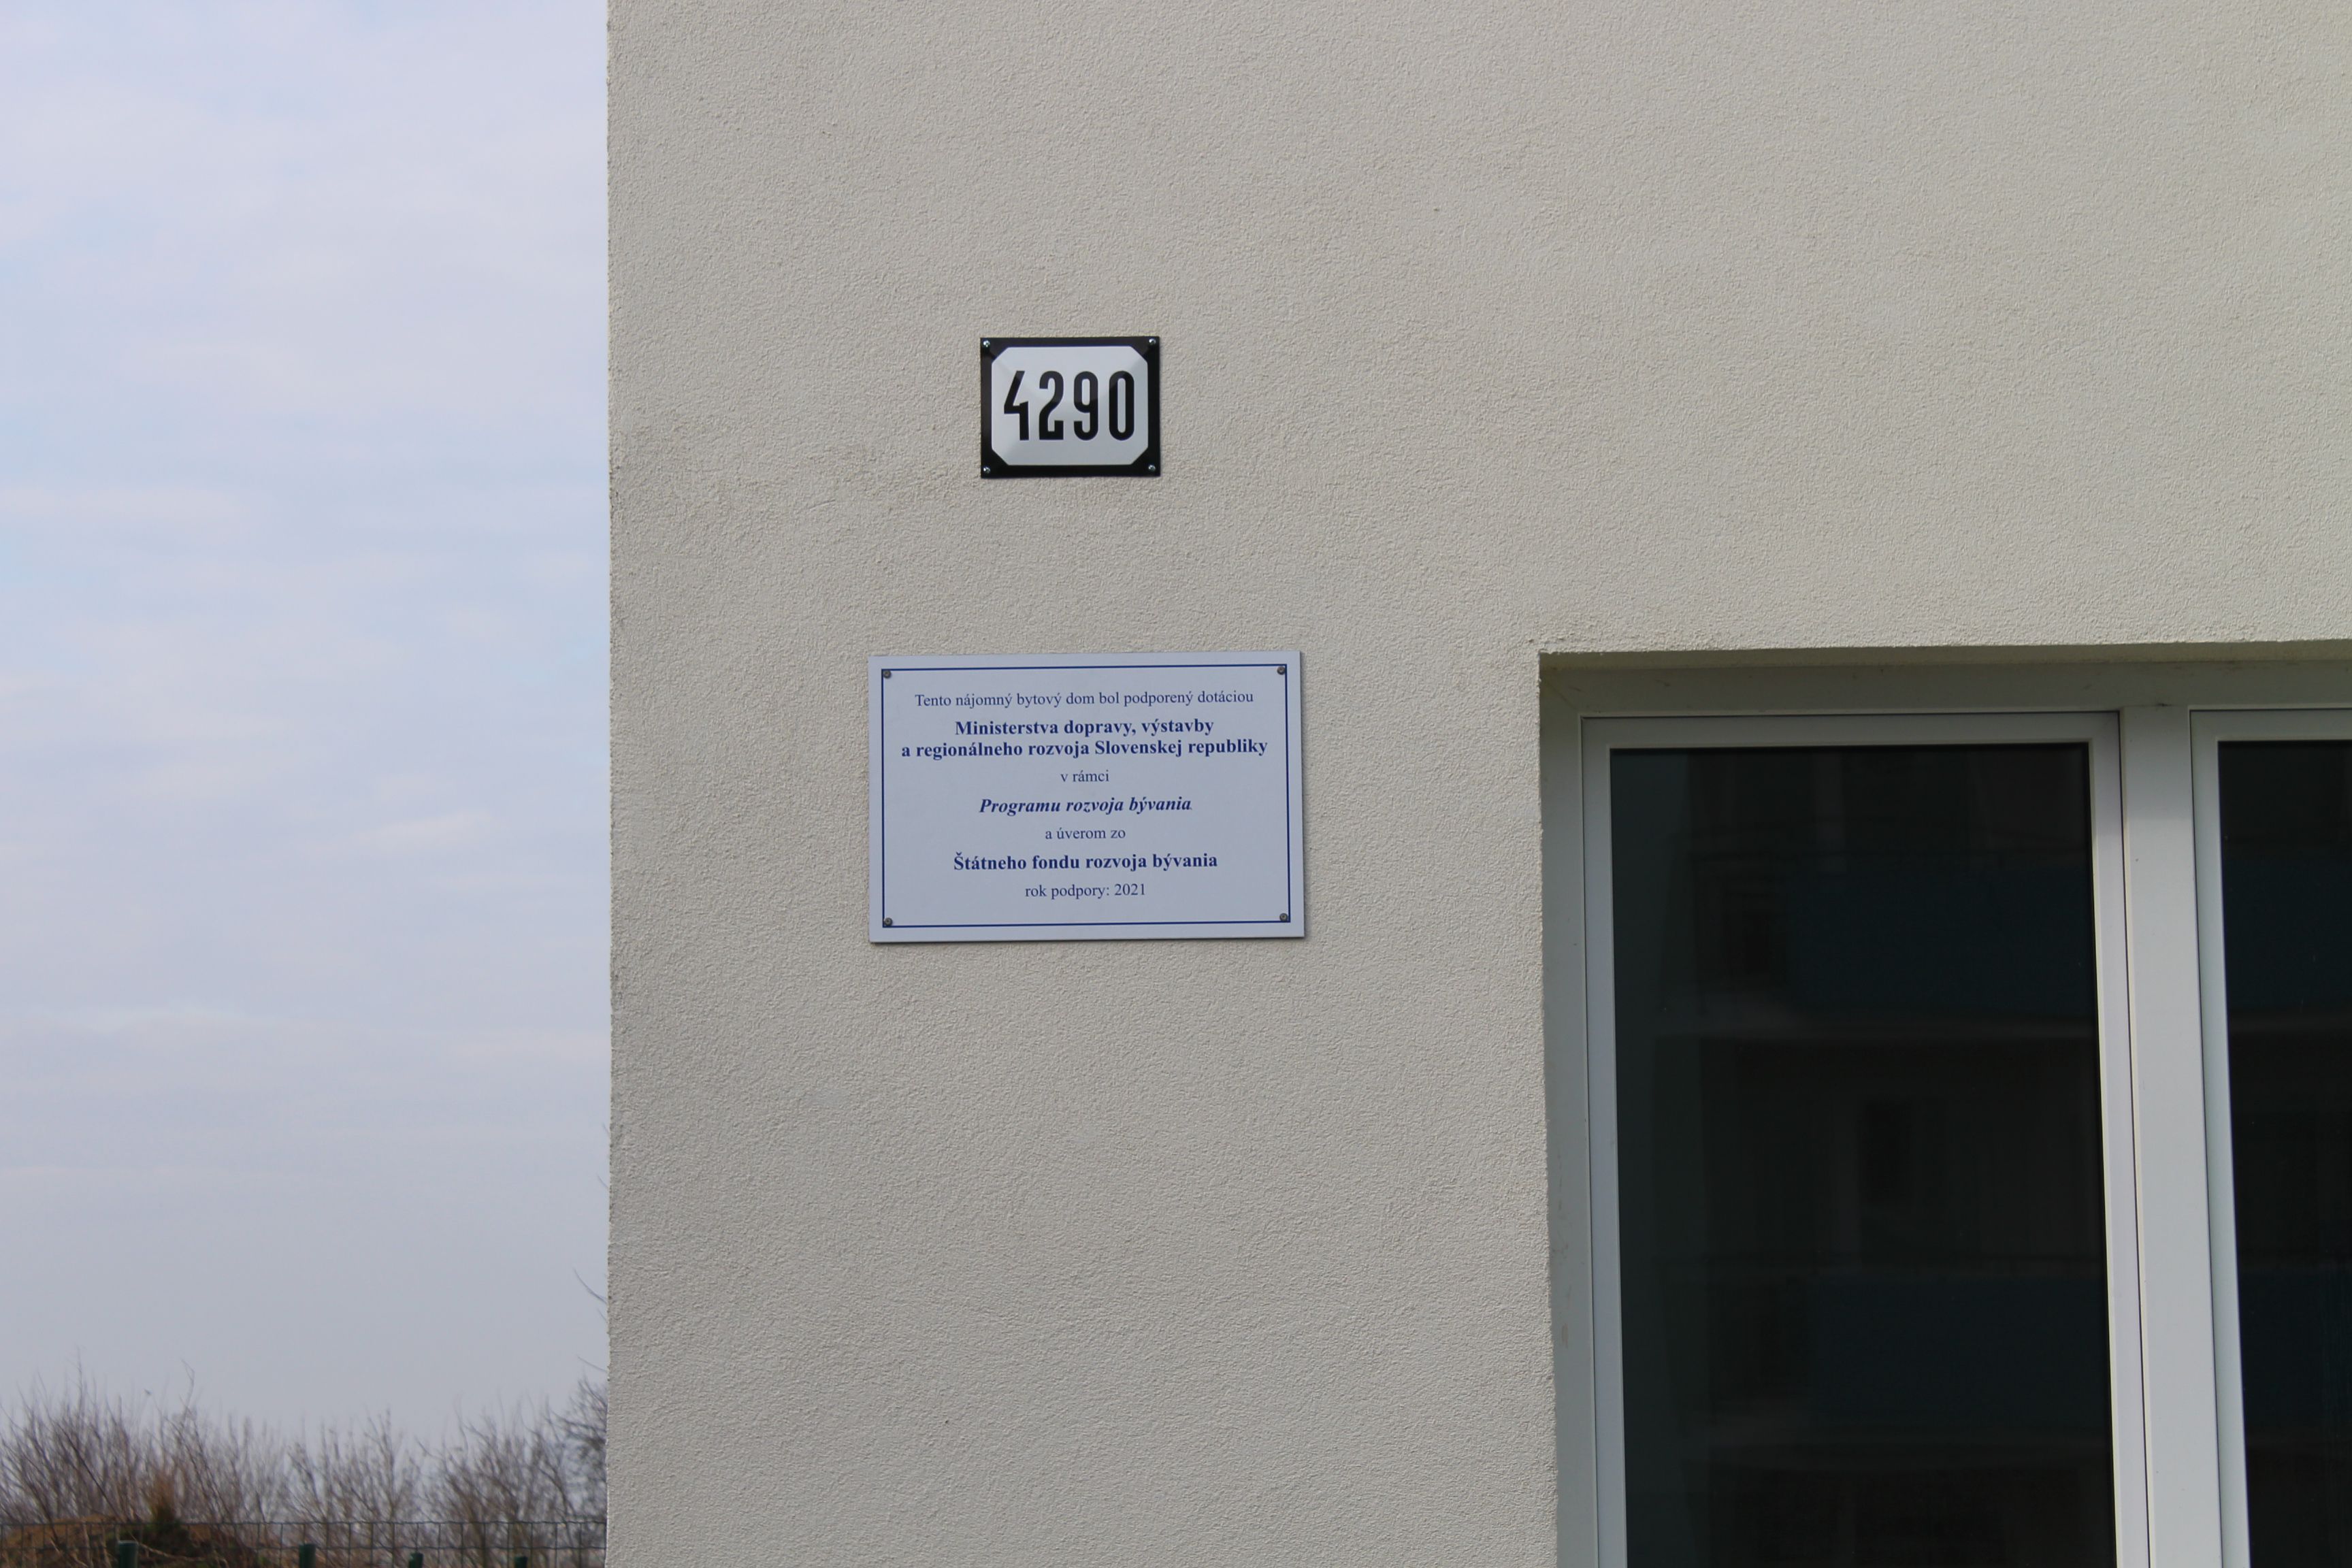 4290
Tento nájomný bytový dom bol podporený dotáciou
Ministerstva dopravy, výstavby
a regionálneho rozvoja Slovenskej republiky
v rámci
Programu rozvoja bývania
a úverom zo
Štátneho fondu rozvoja bývania
rok podpory: 2021